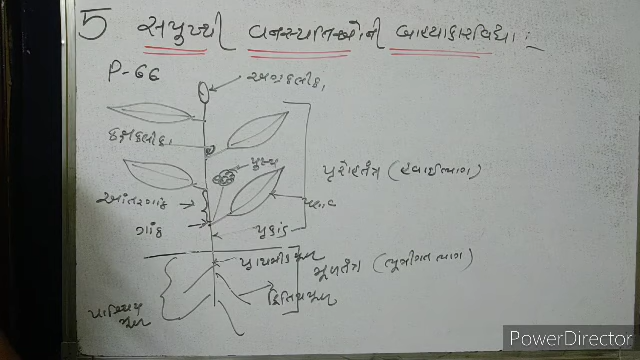 5 સપુષ્પી વનસ્પતિઓની બાહ્યાકારવિદ્યા :-
P-66
અગ્રકલીકા
કક્ષકલીકા
પુષ્પ
પ્રરોહતંત્ર (હવાઈભાગ)
આંતરગાંઠ
પર્ણ
ગાંઠ
પ્રકાંડ
પ્રાથમીક મૂળ
મૂળતંત્ર (ભૂમીગત ભાગ)
દ્વિતિયમૂળ
મૂળ
PowerDirector